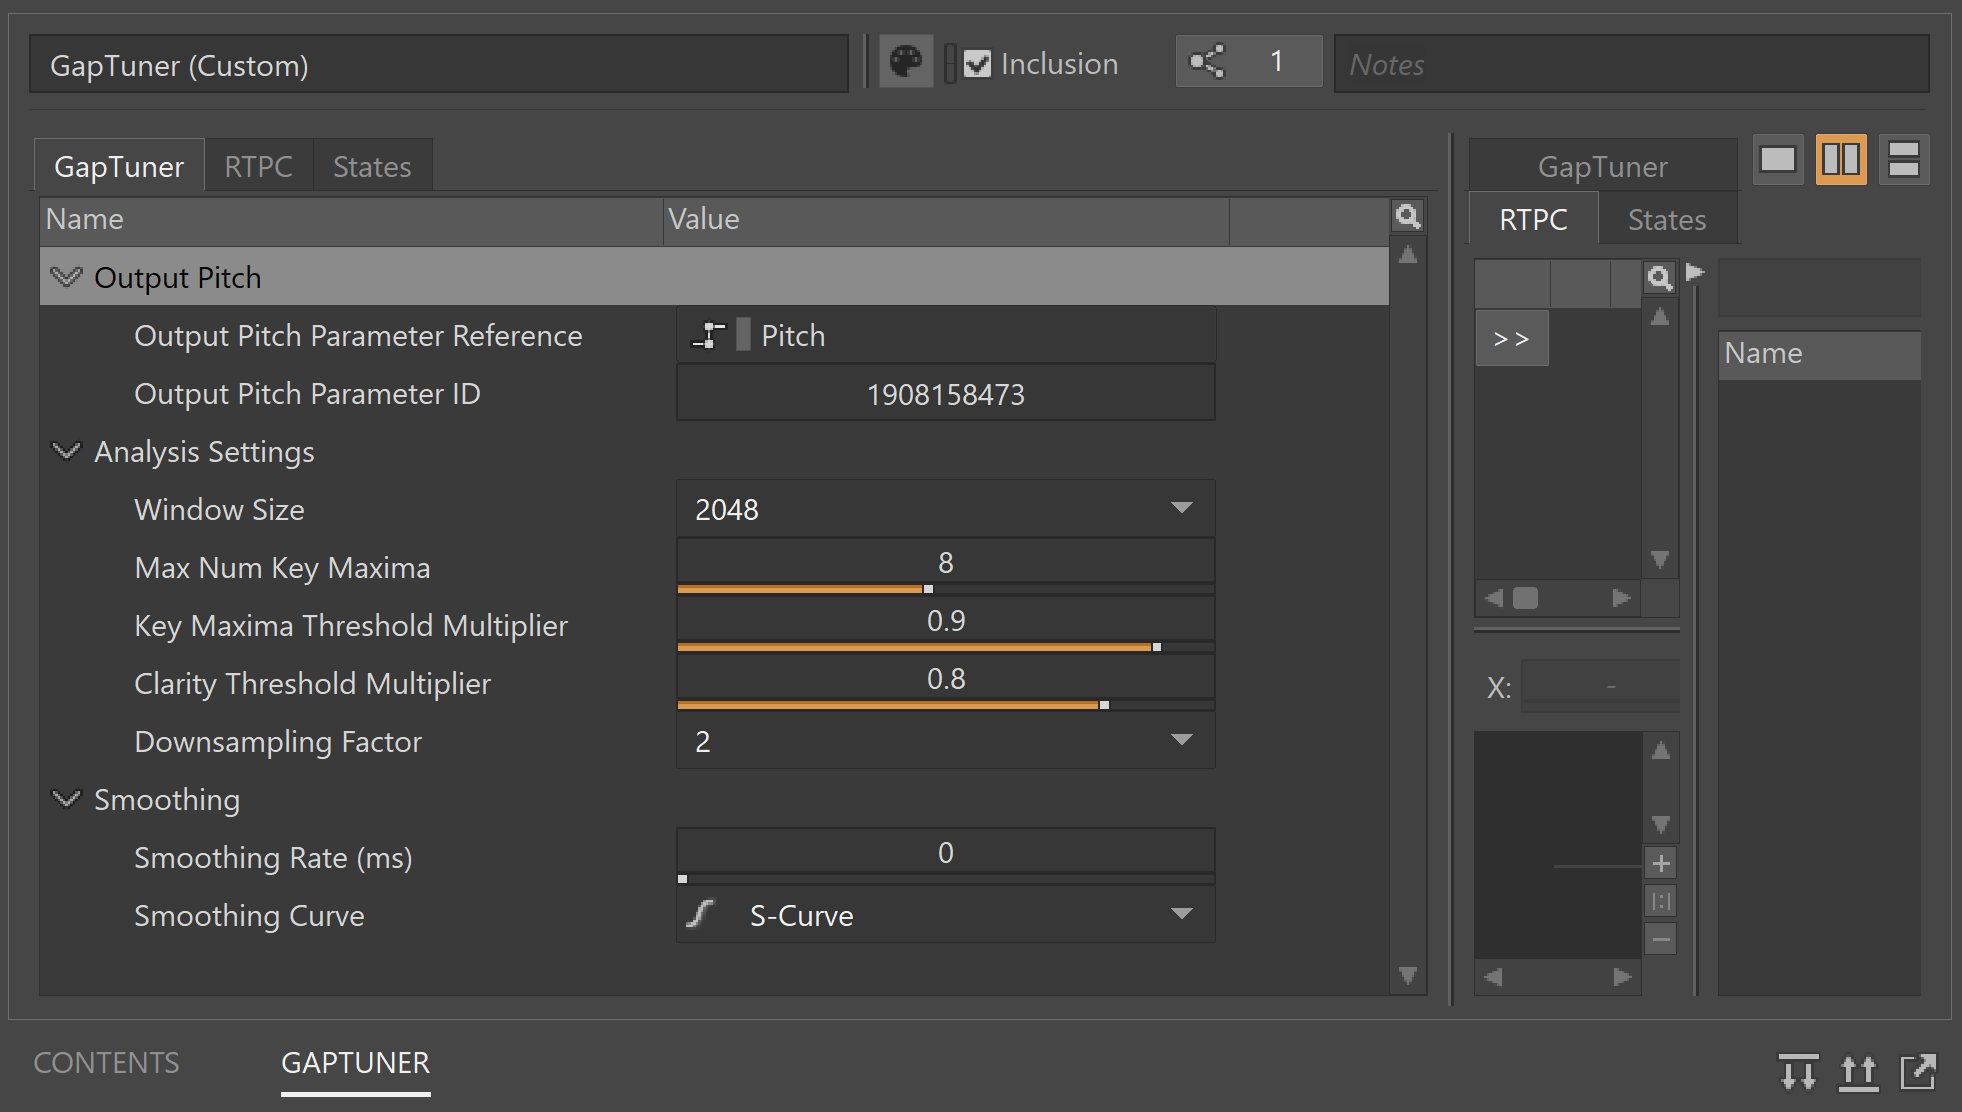 GapTuner (Custom)
Inclusion
1
Notes
GapTuner RTPC States
Name Value
Output Pitch
Output Pitch Parameter Reference Pitch
Output Pitch Parameter ID 1908158473
Analysis Settings
Window Size 2048
Max Num Key Maxima 8
Key Maxima Threshold Multiplier 0.9
Clarity Threshold Multiplier 0.8
Downsampling Factor 2
Smoothing
Smoothing Rate (ms) 0
Smoothing Curve S-Curve
GapTuner
RTPC States
>>
Name
X: -
CONTENTS GAPTUNER